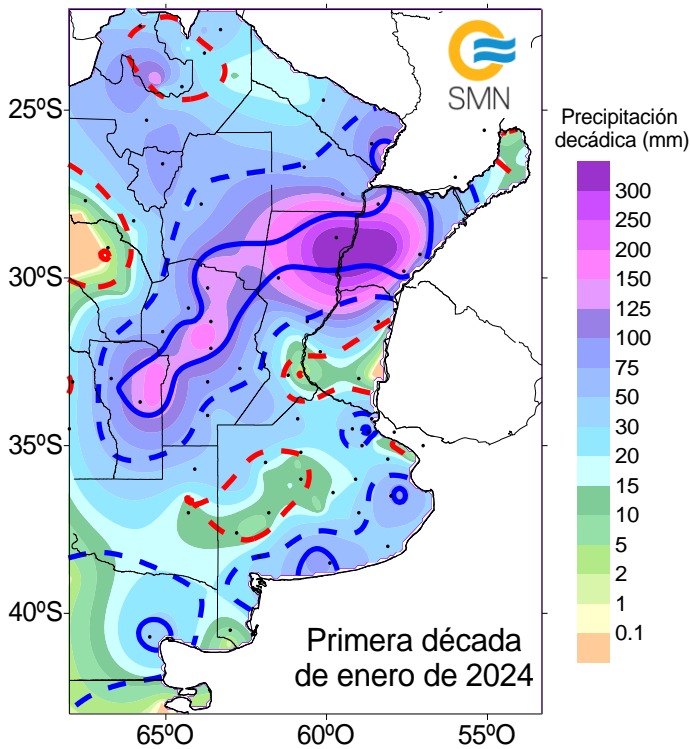 SMN
25ºS
30ºS
35ºS
40ºS
65ºO
60ºO
55ºO
Primera década
de enero de 2024
Precipitación
decádica (mm)
300
250
200
150
125
100
75
50
30
20
15
10
5
2
1
0.1